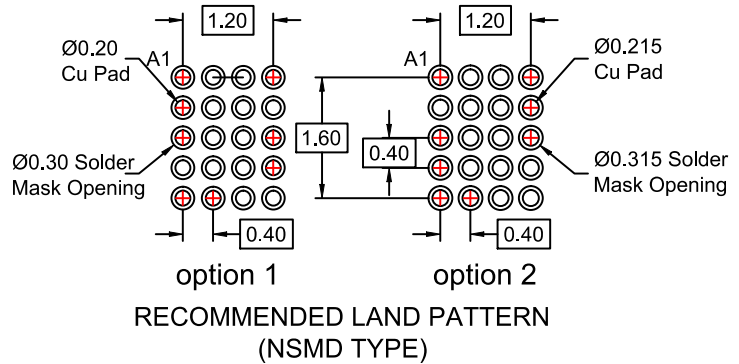 1.20
1.20
Ø0.20
Cu Pad
A1
A1
Ø0.215
Cu Pad
1.60
0.40
Ø0.30 Solder
Mask Opening
Ø0.315 Solder
Mask Opening
0.40
0.40
option 1
option 2
RECOMMENDED LAND PATTERN
(NSMD TYPE)